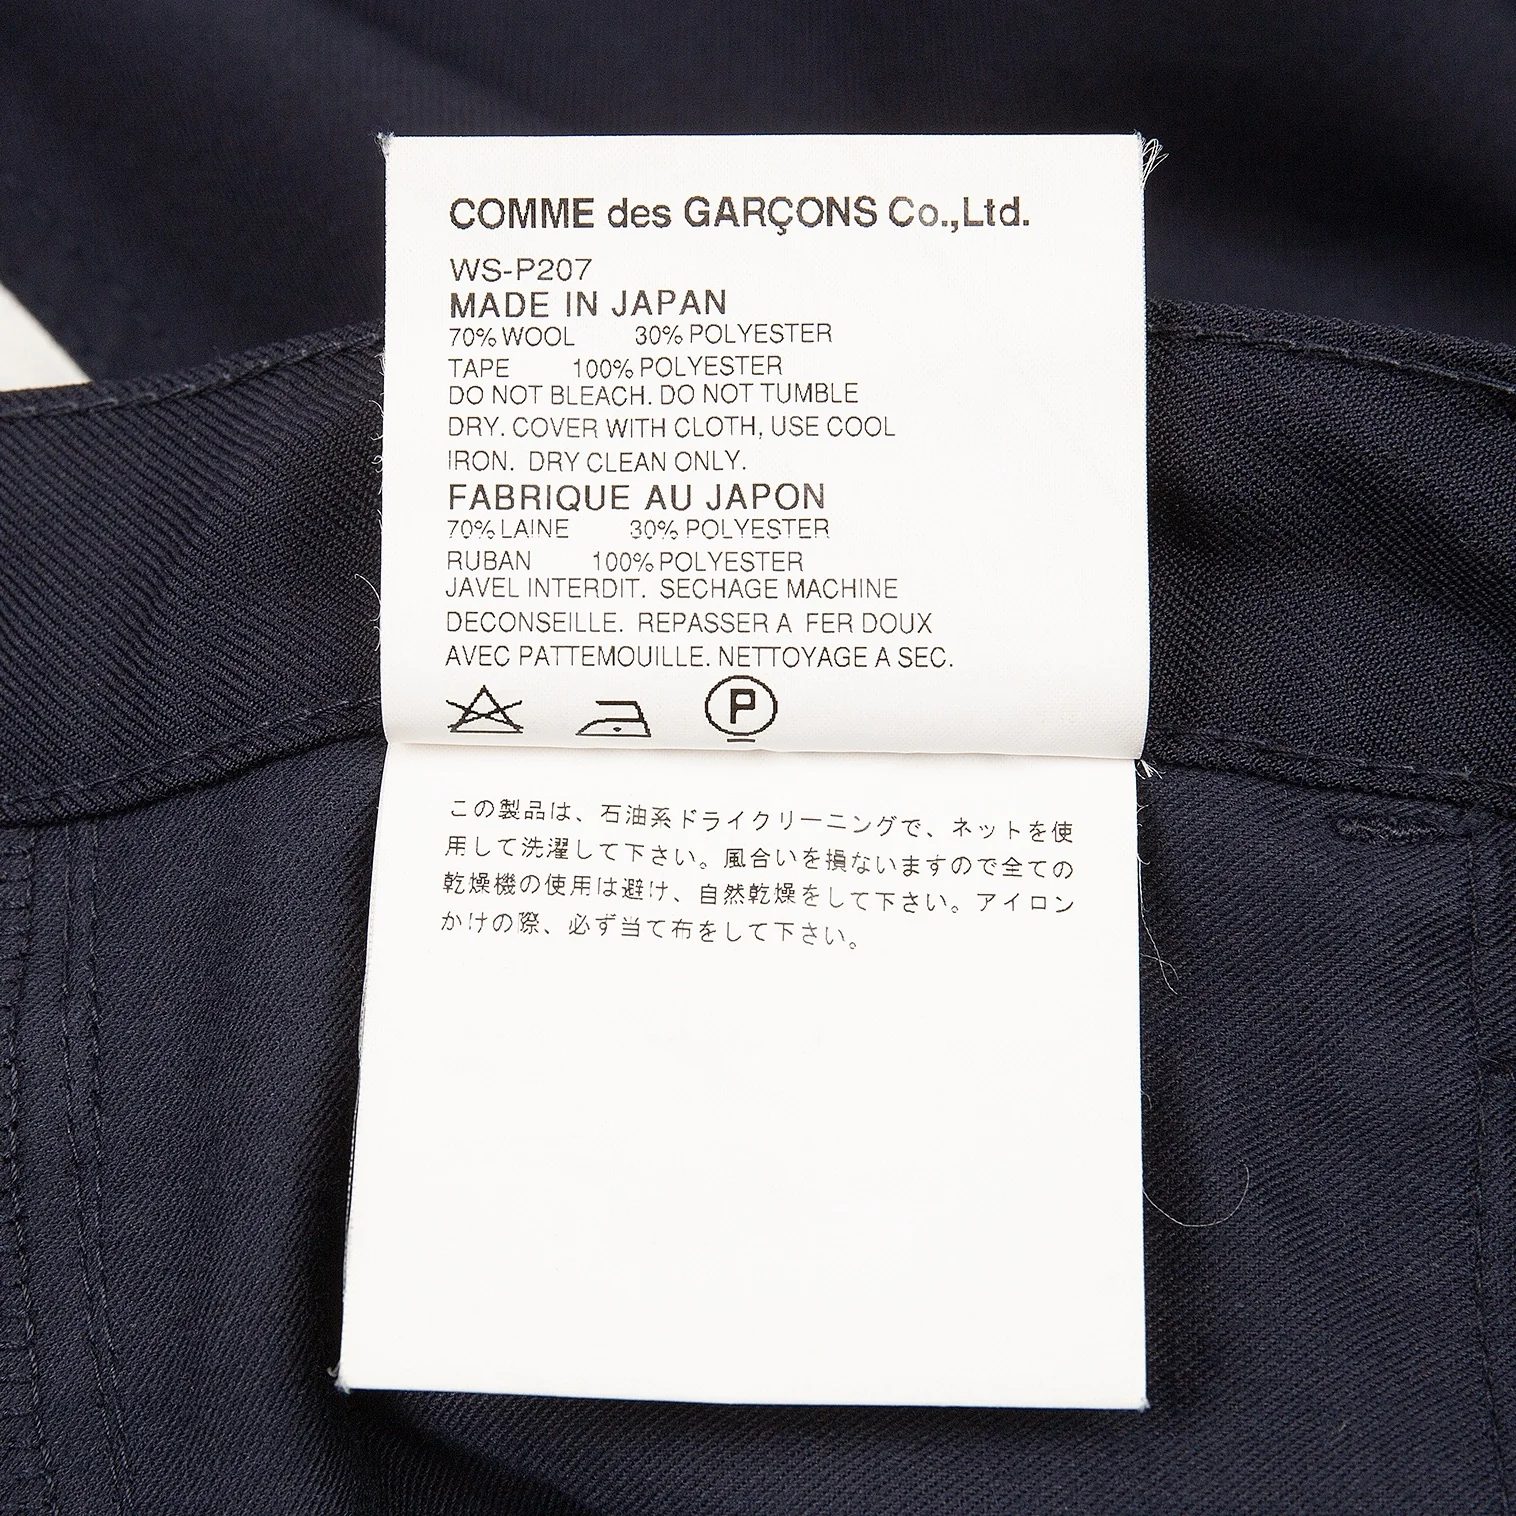 COMME des GARÇONS Co.,Ltd.
WS-P207
MADE IN JAPAN
70% WOOL 30% POLYESTER
TAPE 100% POLYESTER
DO NOT BLEACH. DO NOT TUMBLE
DRY. COVER WITH CLOTH, USE COOL
IRON. DRY CLEAN ONLY.
FABRIQUE AU JAPON
70% LAINE 30% POLYESTER
RUBAN 100% POLYESTER
JAVEL INTERDIT. SECHAGE MACHINE
DECONSEILLE. REPASSER A FER DOUX
AVEC PATTEMOUILLE. NETTOYAGE A SEC.
P
この製品は、石油系ドライクリーニングで、ネットを使
用して洗濯して下さい。風合いを損ないますので全ての
乾燥機の使用は避け、自然乾燥をして下さい。アイロン
かけの際、必ず当て布をして下さい。